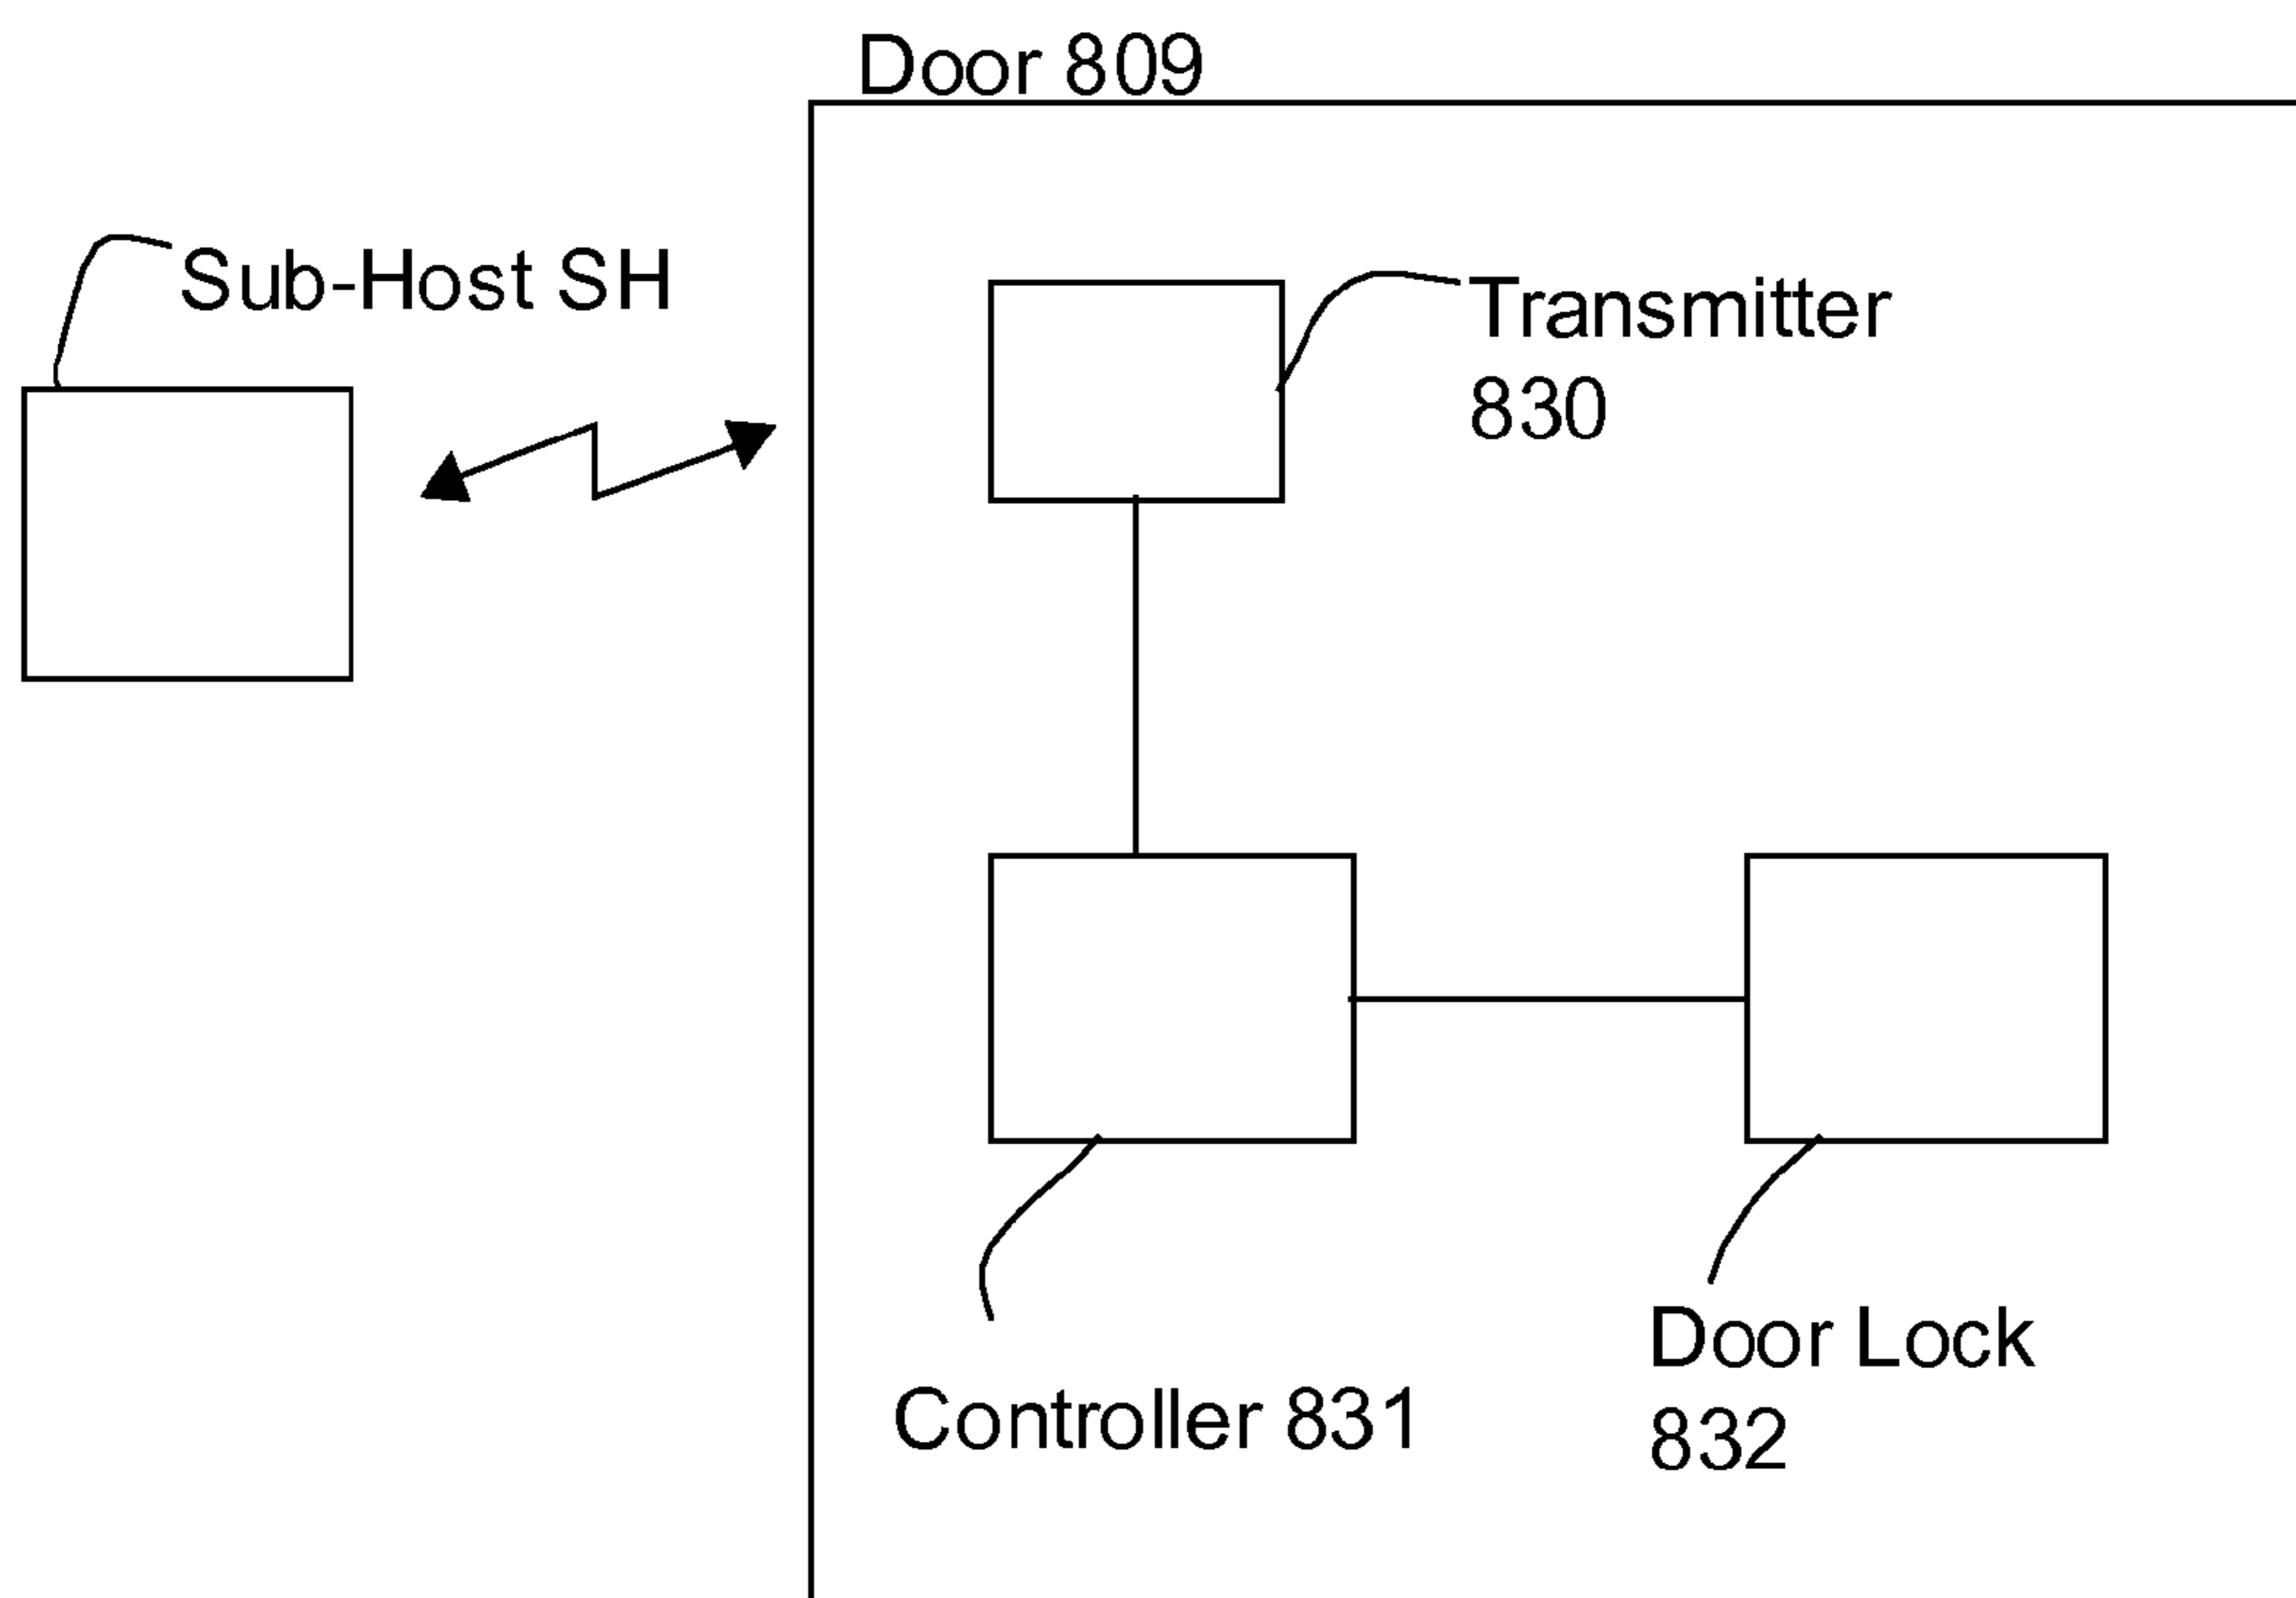 Door 809
Sub-Host SH
Transmitter
830
Door Lock
832
Controller 831